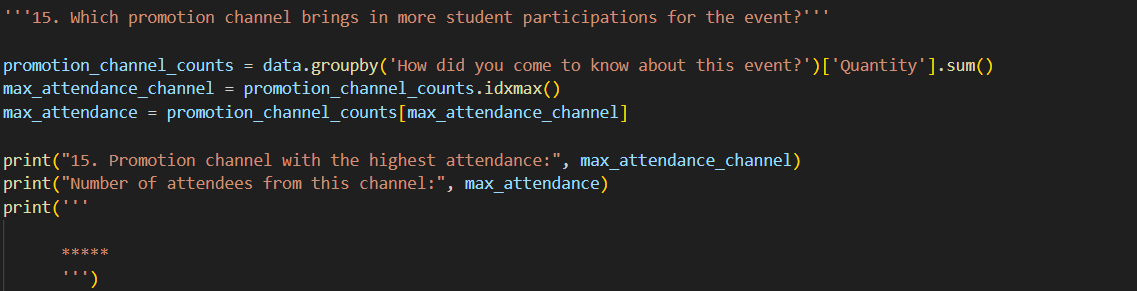 '''15. Which promotion channel brings in more student participations for the event?'''
promotion_channel_counts = data.groupby('How did you come to know about this event?')['Quantity'].sum()
max_attendance_channel = promotion_channel_counts.idxmax()
max_attendance = promotion_channel_counts[max_attendance_channel]
print("15. Promotion channel with the highest attendance:", max_attendance_channel)
print("Number of attendees from this channel:", max_attendance)
print('''
*****
''')